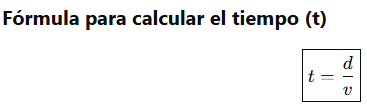 Fórmula para calcular el tiempo (t)
t = d/v